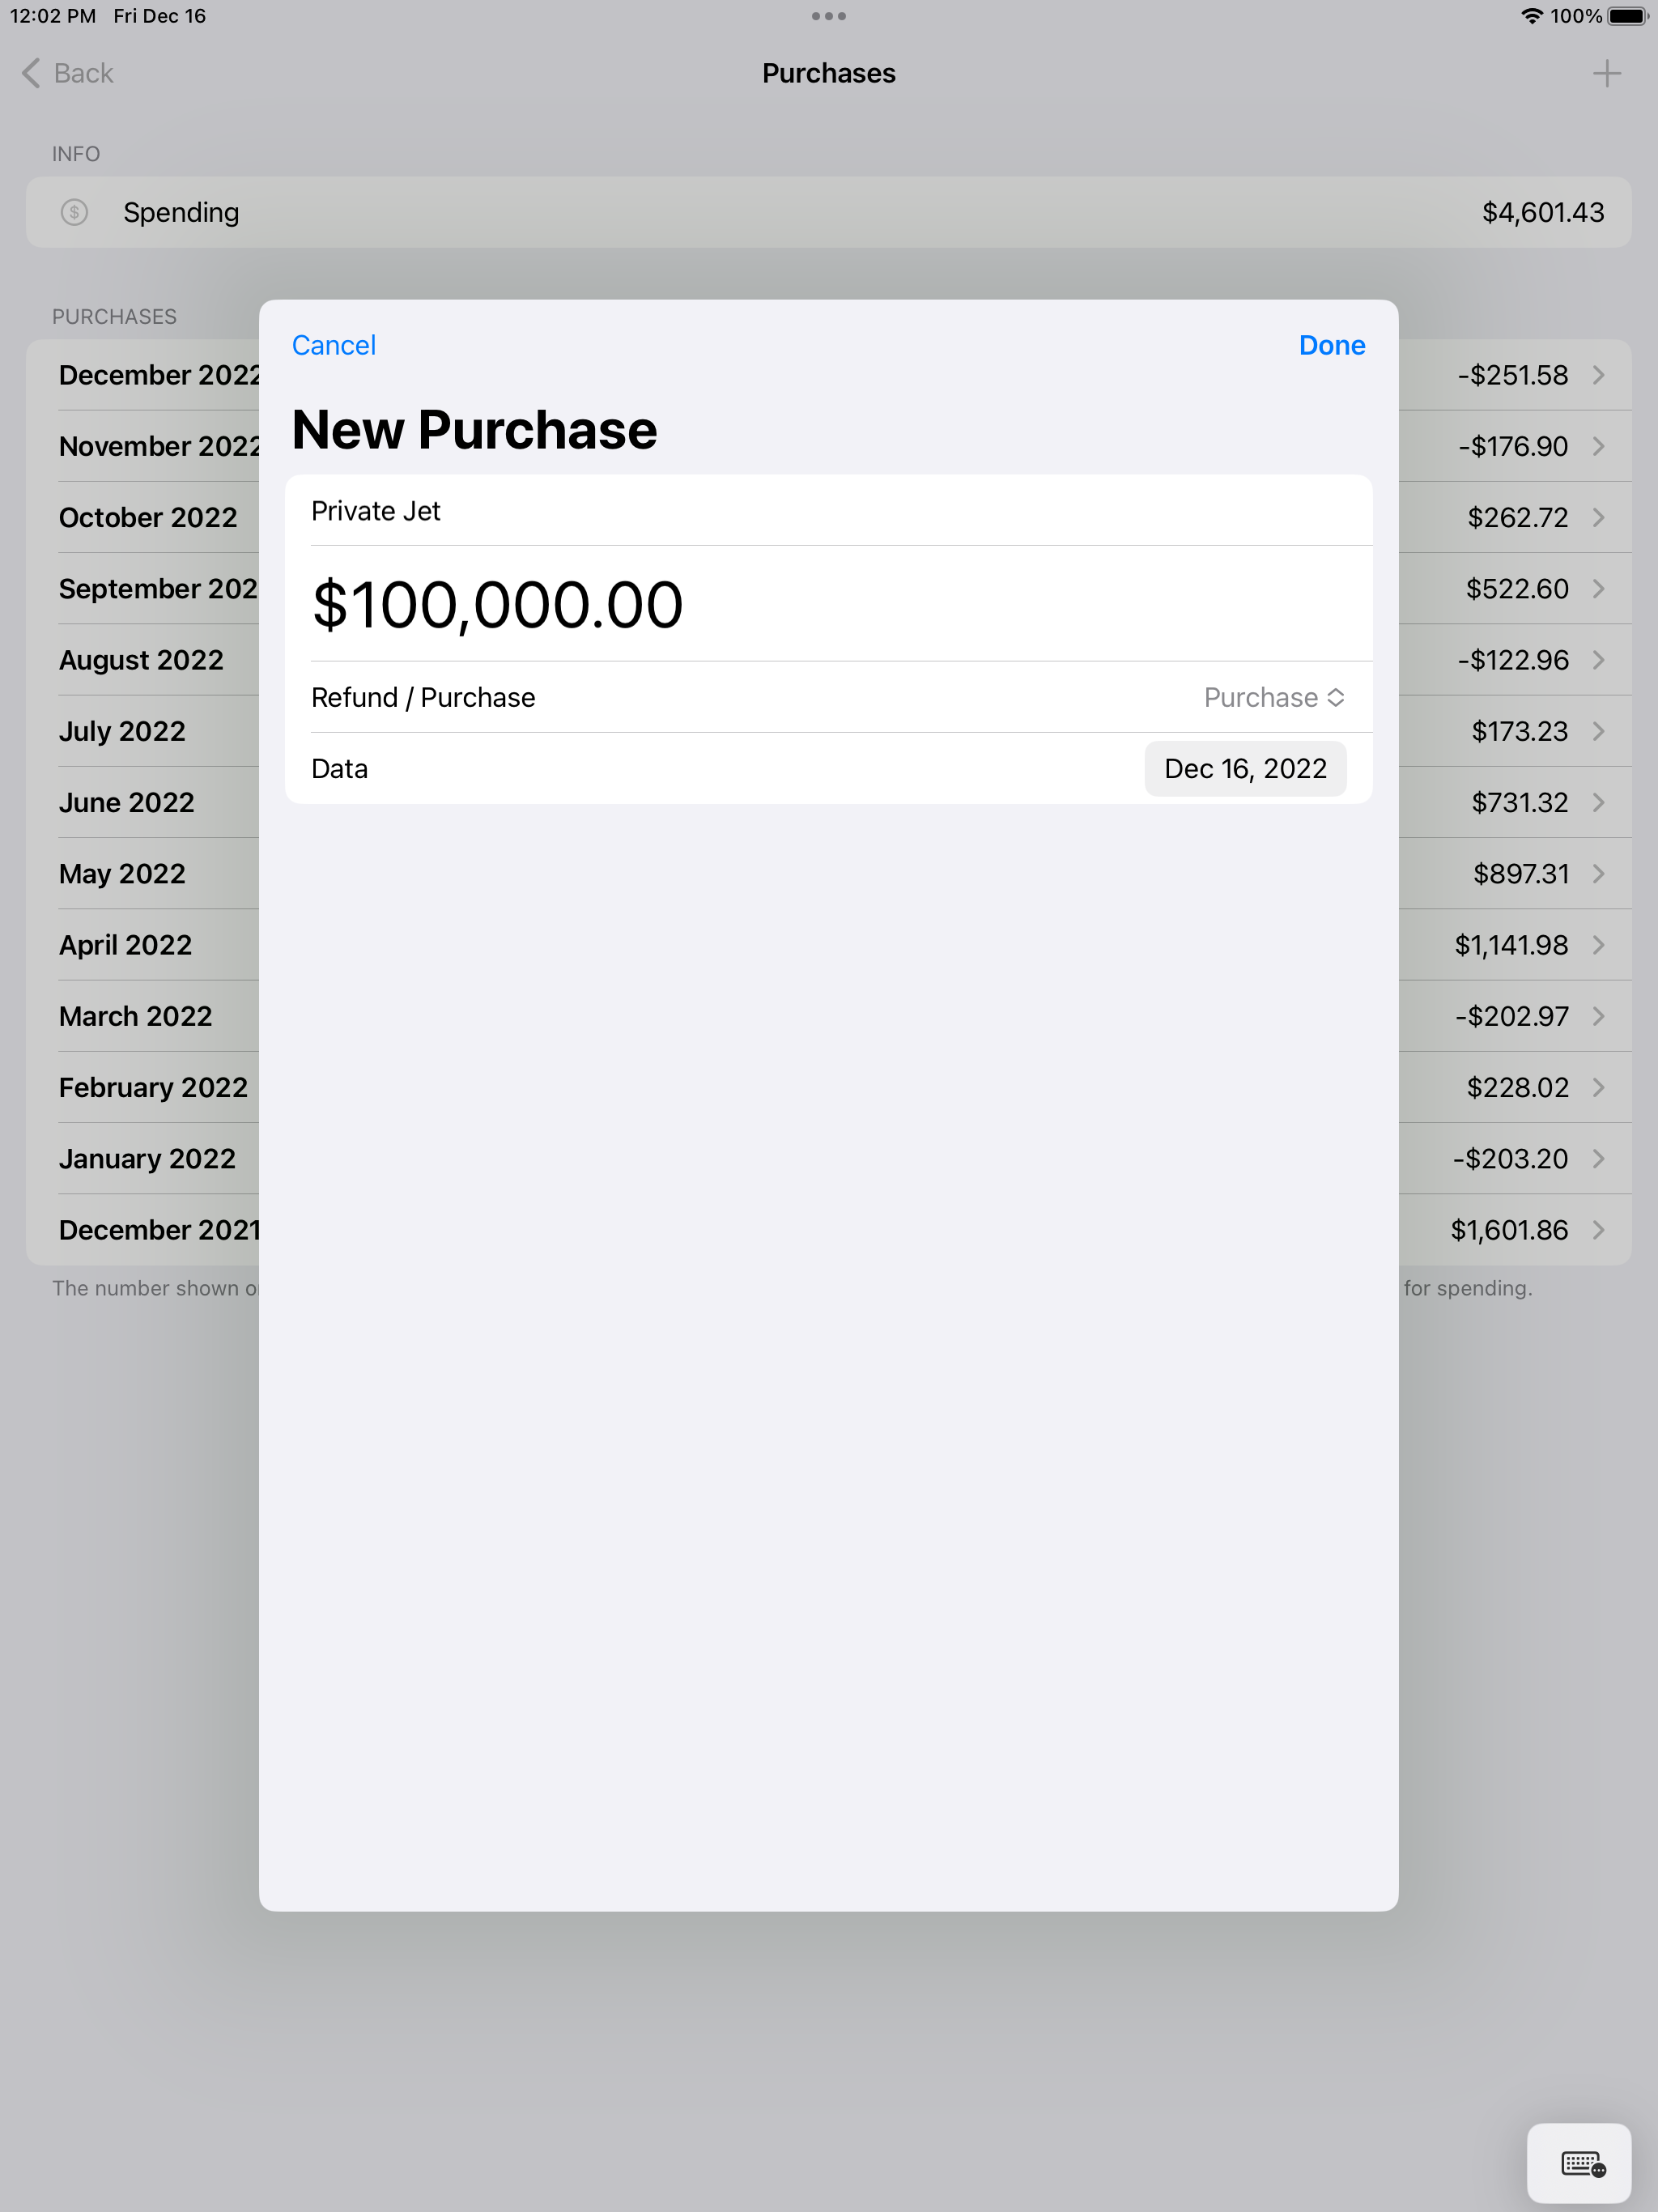 12:02 PM Fri Dec 16 100%
Back Purchases
INFO
Spending $4,601.43
PURCHASES
Cancel Done
New Purchase
Private Jet
$100,000.00
Refund / Purchase Purchase
Data Dec 16, 2022
December 2022 -$251.58
November 2022 -$176.90
October 2022 $262.72
September 202 $522.60
August 2022 -$122.96
July 2022 $173.23
June 2022 $731.32
May 2022 $897.31
April 2022 $1,141.98
March 2022 -$202.97
February 2022 $228.02
January 2022 -$203.20
December 2021 $1,601.86
The number shown for spending.